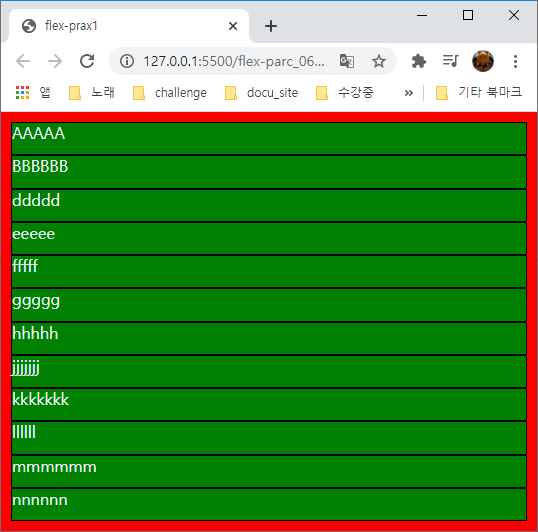 flex-prax1
127.0.0.1:5500/flex-parc_06...
앱 노래 challenge docu_site 수강중 » 기타 북마크
AAAAA
BBBBBB
ddddd
eeeee
fffff
ggggg
hhhhh
jjjjjjj
kkkkkkk
llllll
mmmmmm
nnnnnn